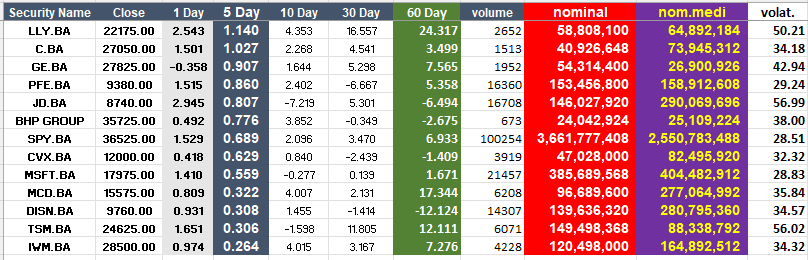 Security Name Close 1 Day 5 Day 10 Day 30 Day 60 Day volume nominal nom.medi volat.
LLY.BA 22175.00 2.543 1.140 4.353 16.557 24.317 2652 58,808,100 64,892,184 50.21
C.BA 27050.00 1.501 1.027 2.268 4.541 3.499 1513 40,926,648 73,945,312 34.18
GE.BA 27825.00 -0.358 0.907 1.644 5.298 7.565 1952 54,314,400 26,900,926 42.94
PFE.BA 9380.00 1.515 0.860 2.402 -6.667 5.358 16360 153,456,800 158,912,608 29.24
JD.BA 8740.00 2.945 0.807 -7.219 5.301 -6.494 16708 146,027,920 290,069,696 56.99
BHP GROUP 35725.00 0.492 0.776 3.852 -0.349 -2.675 673 24,042,924 25,109,224 38.00
SPY.BA 36525.00 1.529 0.689 2.096 3.470 6.933 100254 3,661,777,408 2,550,783,488 28.51
CVX.BA 12000.00 0.418 0.629 0.840 -2.439 -1.409 3919 47,028,000 82,495,920 32.32
MSFT.BA 17975.00 1.410 0.559 -0.277 0.139 1.671 21457 385,689,568 404,482,912 28.83
MCD.BA 15575.00 0.809 0.322 4.007 2.131 17.344 6208 96,689,600 277,064,992 35.84
DISN.BA 9760.00 0.931 0.308 1.455 -1.414 -12.124 14307 139,636,320 280,795,360 34.57
TSM.BA 24625.00 1.651 0.306 -1.598 11.805 12.111 6071 149,498,368 88,338,792 56.02
IWM.BA 28500.00 0.974 0.264 4.015 3.167 7.276 4228 120,498,000 164,892,512 34.32